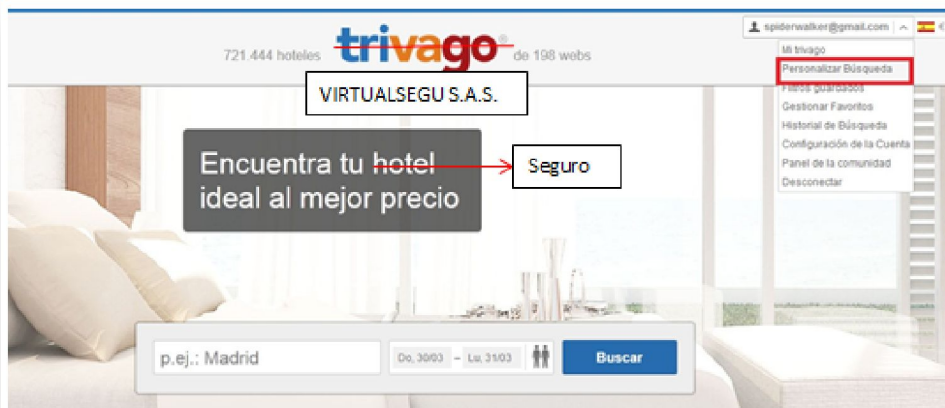 721.444 hoteles trivago® de 198 webs
spiderwalker@gmail.com
€
VIRTUALSEGU S.A.S.
Mi trivago
Personalizar Búsqueda
Filtros guardados
Gestionar Favoritos
Historial de Búsqueda
Configuración de la Cuenta
Panel de la comunidad
Desconectar
Encuentra tu hotel
ideal al mejor precio
Seguro
p.ej.: Madrid
Do, 30/03 – Lu, 31/03
Buscar